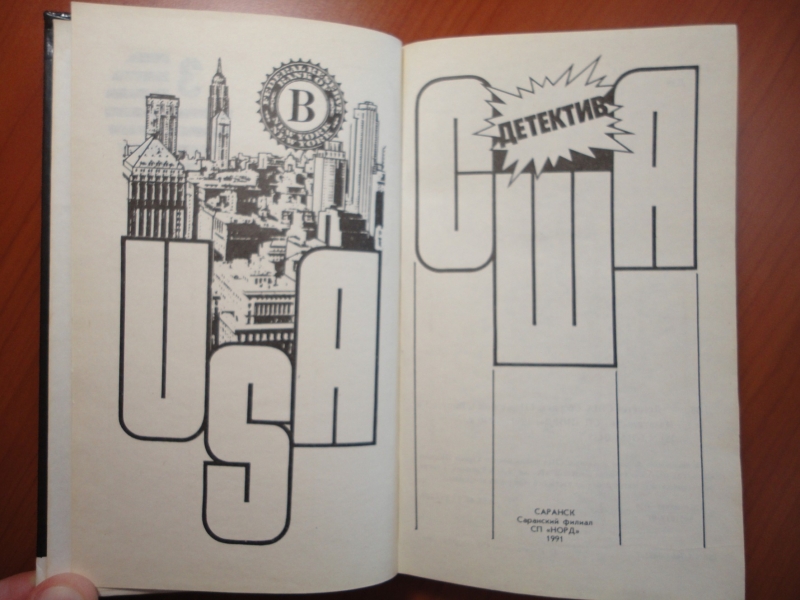 B
USA
ДЕТЕКТИВ
США
САРАНСК
Саранский филиал
СП «НОРД»
1991